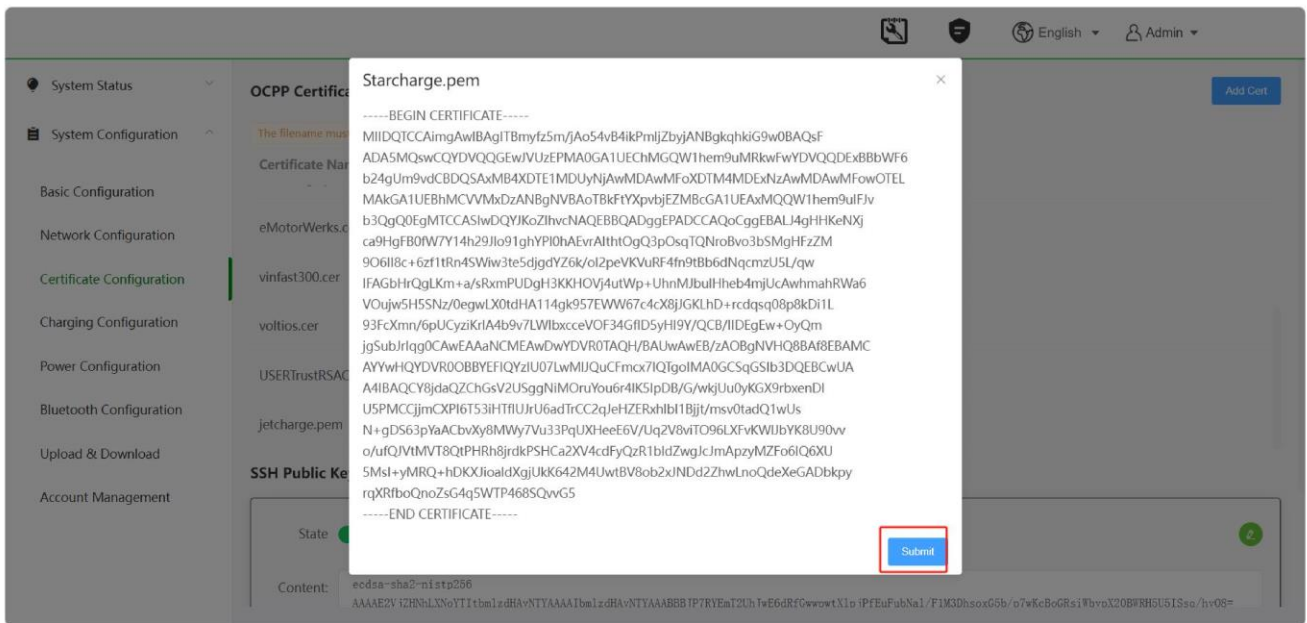 English
Admin
System Status
System Configuration
Basic Configuration
Network Configuration
Certificate Configuration
Charging Configuration
Power Configuration
Bluetooth Configuration
Upload & Download
Account Management
OCPP Certifica
Add Cert
The filename mus
Certificate Nar
eMotorWerks.c
vinfast300.cer
voltios.cer
USERTrustRSAC
jetcharge.pem
SSH Public Ke
State
Content:
ecdsa-sha2-nistp256
Starcharge.pem
-----BEGIN CERTIFICATE-----
MIIDQTCCAimgAwIBAgITBmyfz5m/jAo54vB4ikPmljZbyjANBgkqhkiG9w0BAQsF
ADA5MQswCQYDVQQGEwJVUzEPMA0GA1UEChMGQW1hem9uMRkwFwYDVQQDExBBbWF6
b24gUm9vdCBDQSAxMB4XDTE1MDUyNjAwMDAwMFoXDTM4MDExNzAwMDAwMFowOTEL
MAkGA1UEBhMCVVMxDzANBgNVBAoTBkFtYXpvbjEZMBcGA1UEAxMQQW1hem9uIFJv
b3QgQ0EgMTCCASIwDQYJKoZIhvcNAQEBBQADggEPADCCAQoCggEBALJ4gHHKeNXj
ca9HgFB0fW7Y14h29Jlo91ghYPl0hAEvrAIthtOgQ3pOsqTQNroBvo3bSMgHFzZM
9O6II8c+6zf1tRn4SWiw3te5djgdYZ6k/oI2peVKVuRF4fn9tBb6dNqcmzU5L/qw
IFAGbHrQgLKm+a/sRxmPUDgH3KKHOVj4utWp+UhnMJbulHheb4mjUcAwhmahRWa6
VOujw5H5SNz/0egwLX0tdHA114gk957EWW67c4cX8jJGKLhD+rcdqsq08p8kDi1L
93FcXmn/6pUCyziKrlA4b9v7LWIbxcceVOF34GfID5yHI9Y/QCB/IIDEgEw+OyQm
jgSubJrIqg0CAwEAAaNCMEAwDwYDVR0TAQH/BAUwAwEB/zAOBgNVHQ8BAf8EBAMC
AYYwHQYDVR0OBBYEFIQYzIU07LwMlJQuCFmcx7IQTgoIMA0GCSqGSIb3DQEBCwUA
A4IBAQCY8jdaQZChGsV2USggNiMOruYou6r4lK5IpDB/G/wkjUu0yKGX9rbxenDI
U5PMCCjjmCXPI6T53iHTfIUJrU6adTrCC2qJeHZERxhlbI1Bjjt/msv0tadQ1wUs
N+gDS63pYaACbvXy8MWy7Vu33PqUXHeeE6V/Uq2V8viTO96LXFvKWlJbYK8U90vv
o/ufQJVtMVT8QtPHRh8jrdkPSHCa2XV4cdFyQzR1bldZwgJcJmApzyMZFo6IQ6XU
5MsI+yMRQ+hDKXJioaldXgjUkK642M4UwtBV8ob2xJNDd2ZhwLnoQdeXeGADbkpy
rqXRfboQnoZsG4q5WTP468SQvvG5
-----END CERTIFICATE-----
Submit